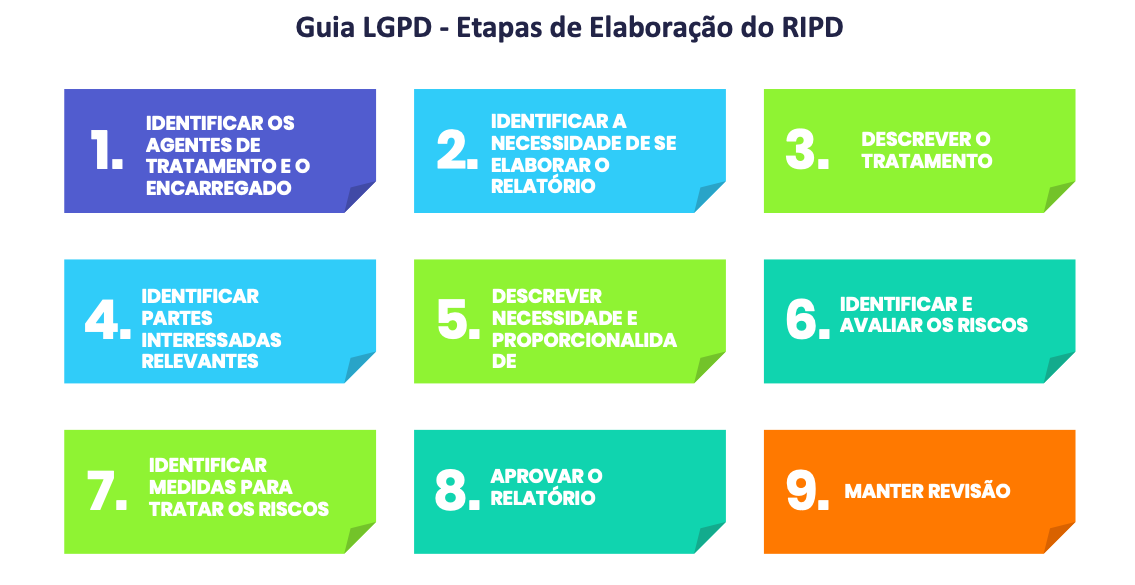 Guia LGPD - Etapas de Elaboração do RIPD
1.
IDENTIFICAR OS
AGENTES DE
TRATAMENTO E O
ENCARREGADO
2.
IDENTIFICAR A
NECESSIDADE DE SE
ELABORAR O
RELATÓRIO
3.
DESCREVER O
TRATAMENTO
4.
IDENTIFICAR
PARTES
INTERESSADAS
RELEVANTES
5.
DESCREVER
NECESSIDADE E
PROPORCIONALIDA
DE
6.
IDENTIFICAR E
AVALIAR OS RISCOS
7.
IDENTIFICAR
MEDIDAS PARA
TRATAR OS RISCOS
8.
APROVAR O
RELATÓRIO
9.
MANTER REVISÃO